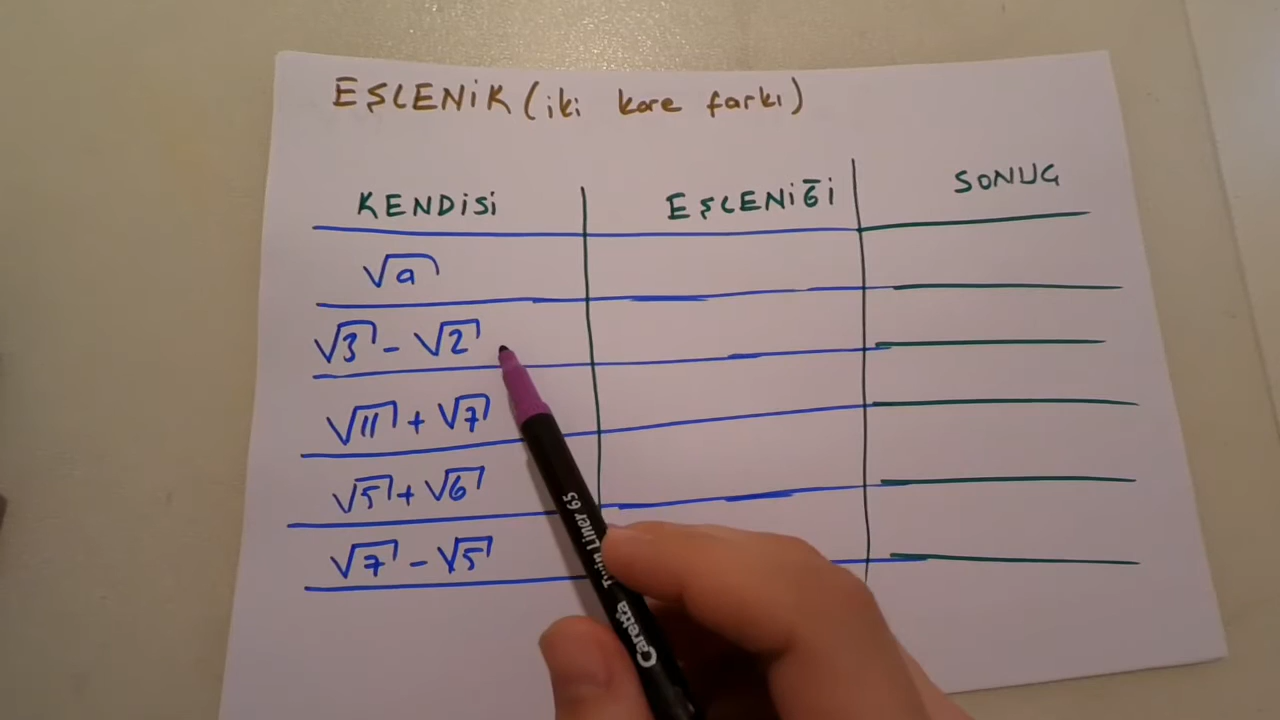 EŞLENİK (iki kare farkı)
KENDİSİ EŞLENİĞİ SONUÇ
√a
√3 - √2
√11 + √7
√5 + √6
√7 - √5
Caretta Twin Liner 65